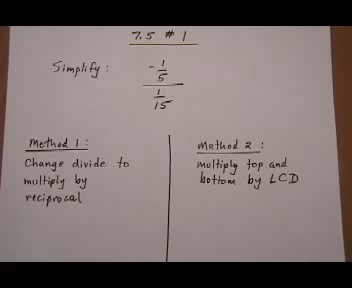 7.5 # 1
Simplify: (-1/5)/(1/15)
Method 1:
Change divide to
multiply by
reciprocal
Method 2:
multiply top and
bottom by LCD